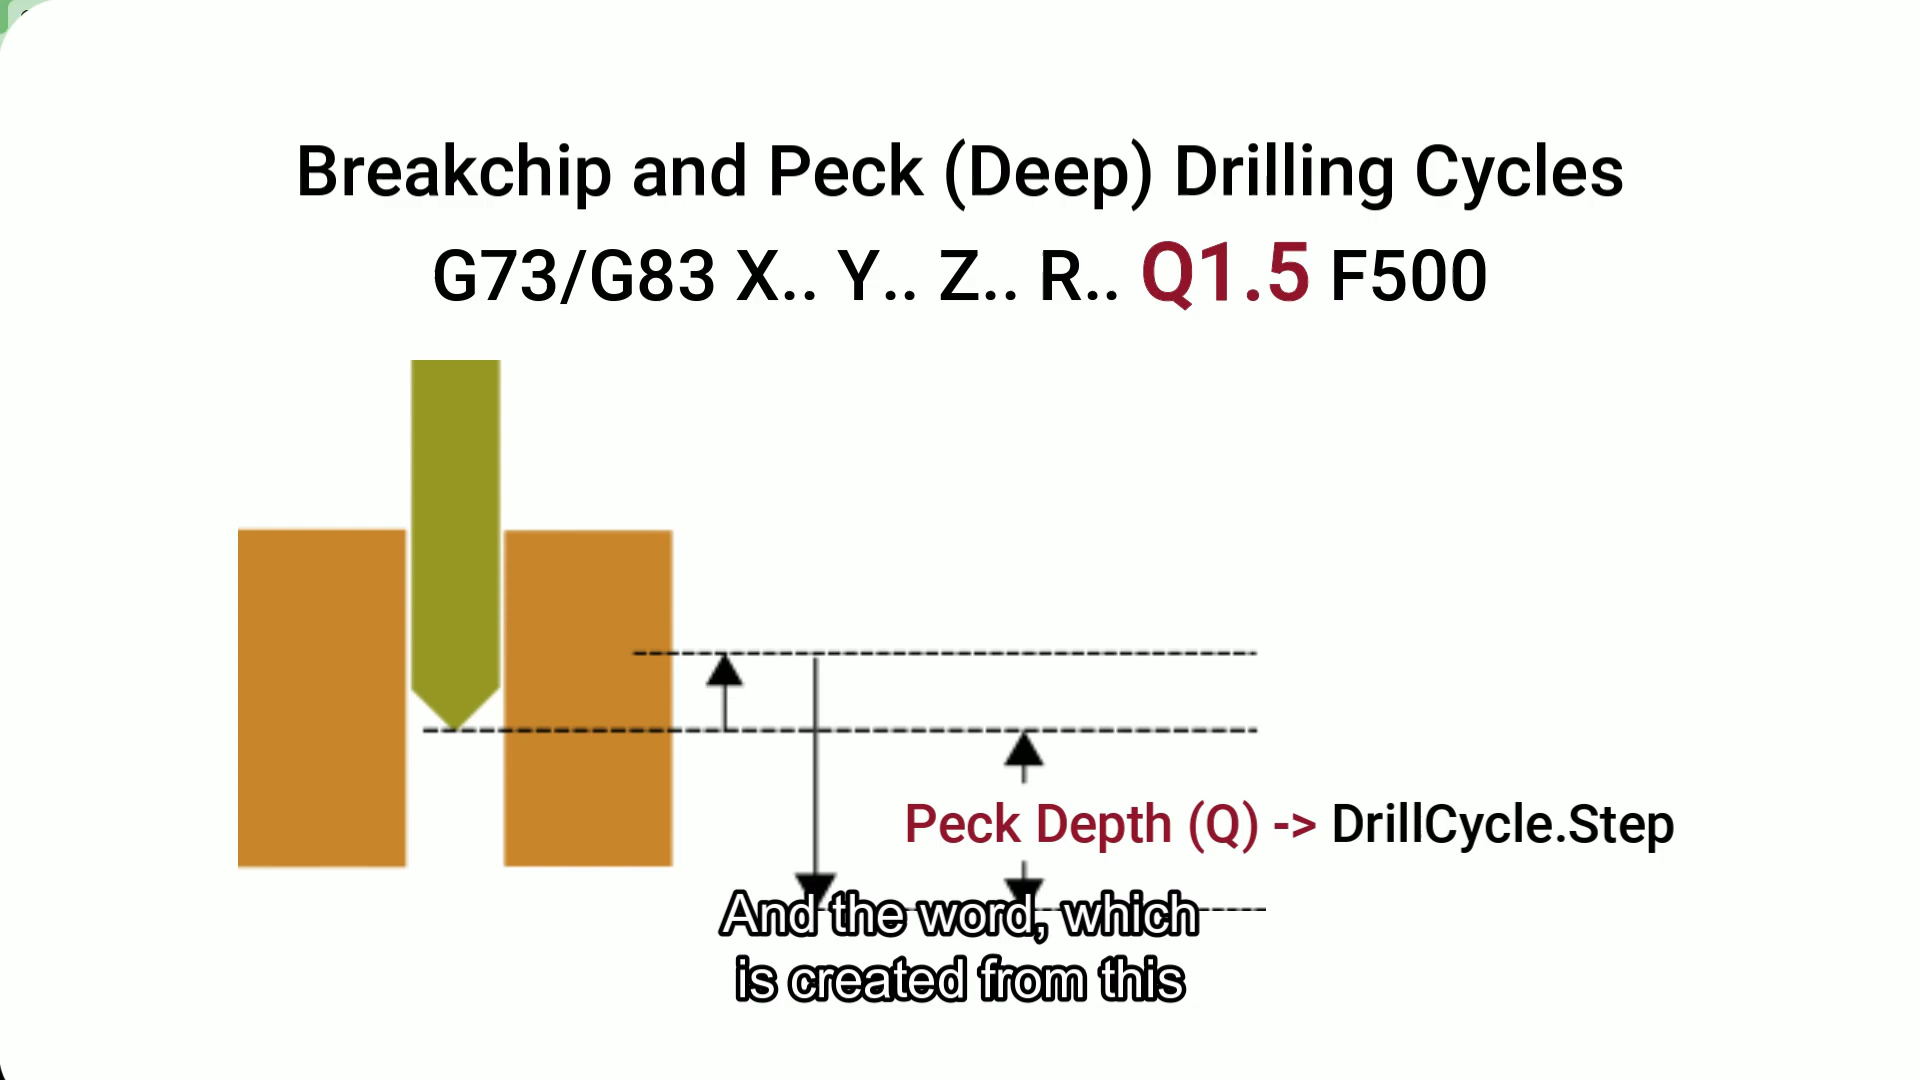 Breakchip and Peck (Deep) Drilling Cycles
G73/G83 X.. Y.. Z.. R.. Q1.5 F500
Peck Depth (Q) -> DrillCycle.Step
And the word, which
is created from this